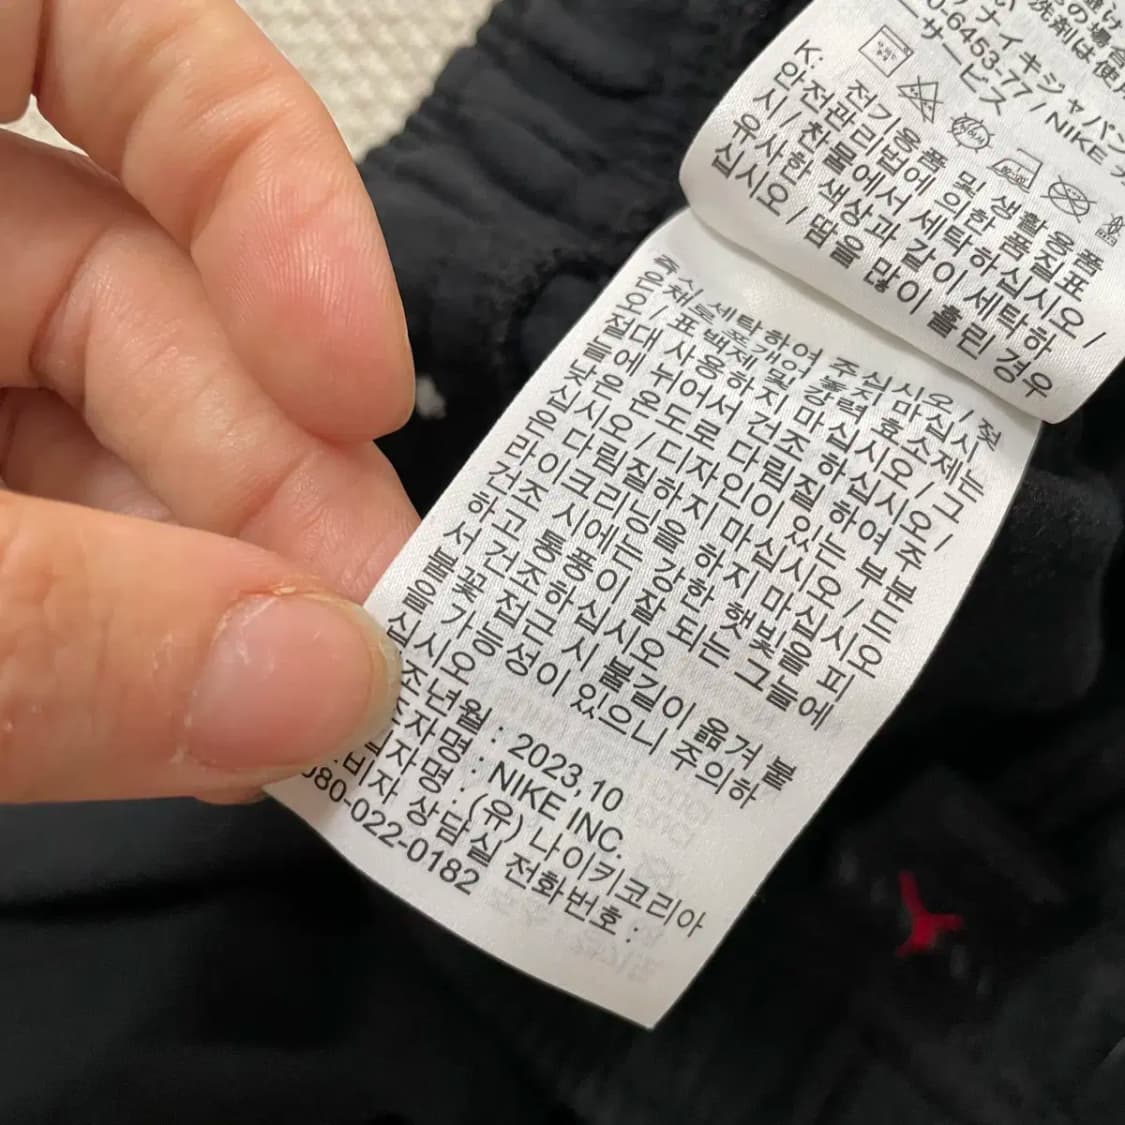 ナイキジャパン
0-6453-77 / NIKE
ーサービス
K: 전기용품 및 생활용품
안전관리법에 의한 품질표
시 / 찬물에서 세탁하십시오 /
유사한 색상과 같이 세탁하
십시오 / 땀을 많이 흘린 경우
즉시 세탁하여 주십시오 / 젖
은채로 포개어 놓지 마십시
오 / 표백제 및 강력 효소제는
절대 사용하지 마십시오 / 그
늘에 뉘어서 건조 하십시오 /
낮은 온도로 다림질 하여 주
십시오 / 디자인이 있는 부분
은 다림질하지 마십시오 / 드
라이크리닝을 하지 마십시오
건조 시에는 강한 햇빛을 피
하고 통풍이 잘 되는 그늘에
서 건조하십시오
불꽃 접근 시 불길이 옮겨 붙
을 가능성이 있으니 주의하
십시오
조년월 : 2023,10
조자명 : NIKE INC.
입자명 : (유) 나이키코리아
비자 상담실 전화번호 :
080-022-0182